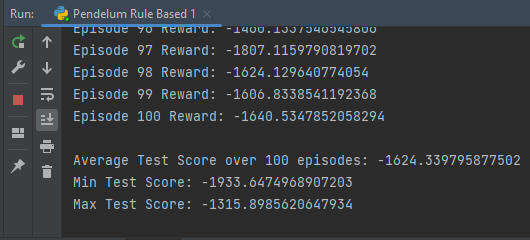 Run: Pendelum Rule Based 1
Episode 96 Reward: -1460.1337546545806
Episode 97 Reward: -1807.1159790819702
Episode 98 Reward: -1624.129640774054
Episode 99 Reward: -1606.8338541192368
Episode 100 Reward: -1640.5347852058294
Average Test Score over 100 episodes: -1624.339795877502
Min Test Score: -1933.6474968907203
Max Test Score: -1315.8985620647934